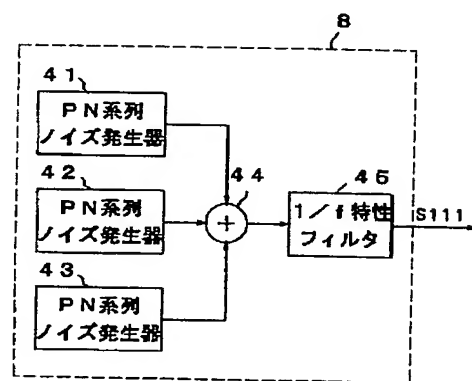 8
41
PN系列
ノイズ発生器
42
PN系列
ノイズ発生器
43
PN系列
ノイズ発生器
44
+
45
1/f特性
フィルタ
S111